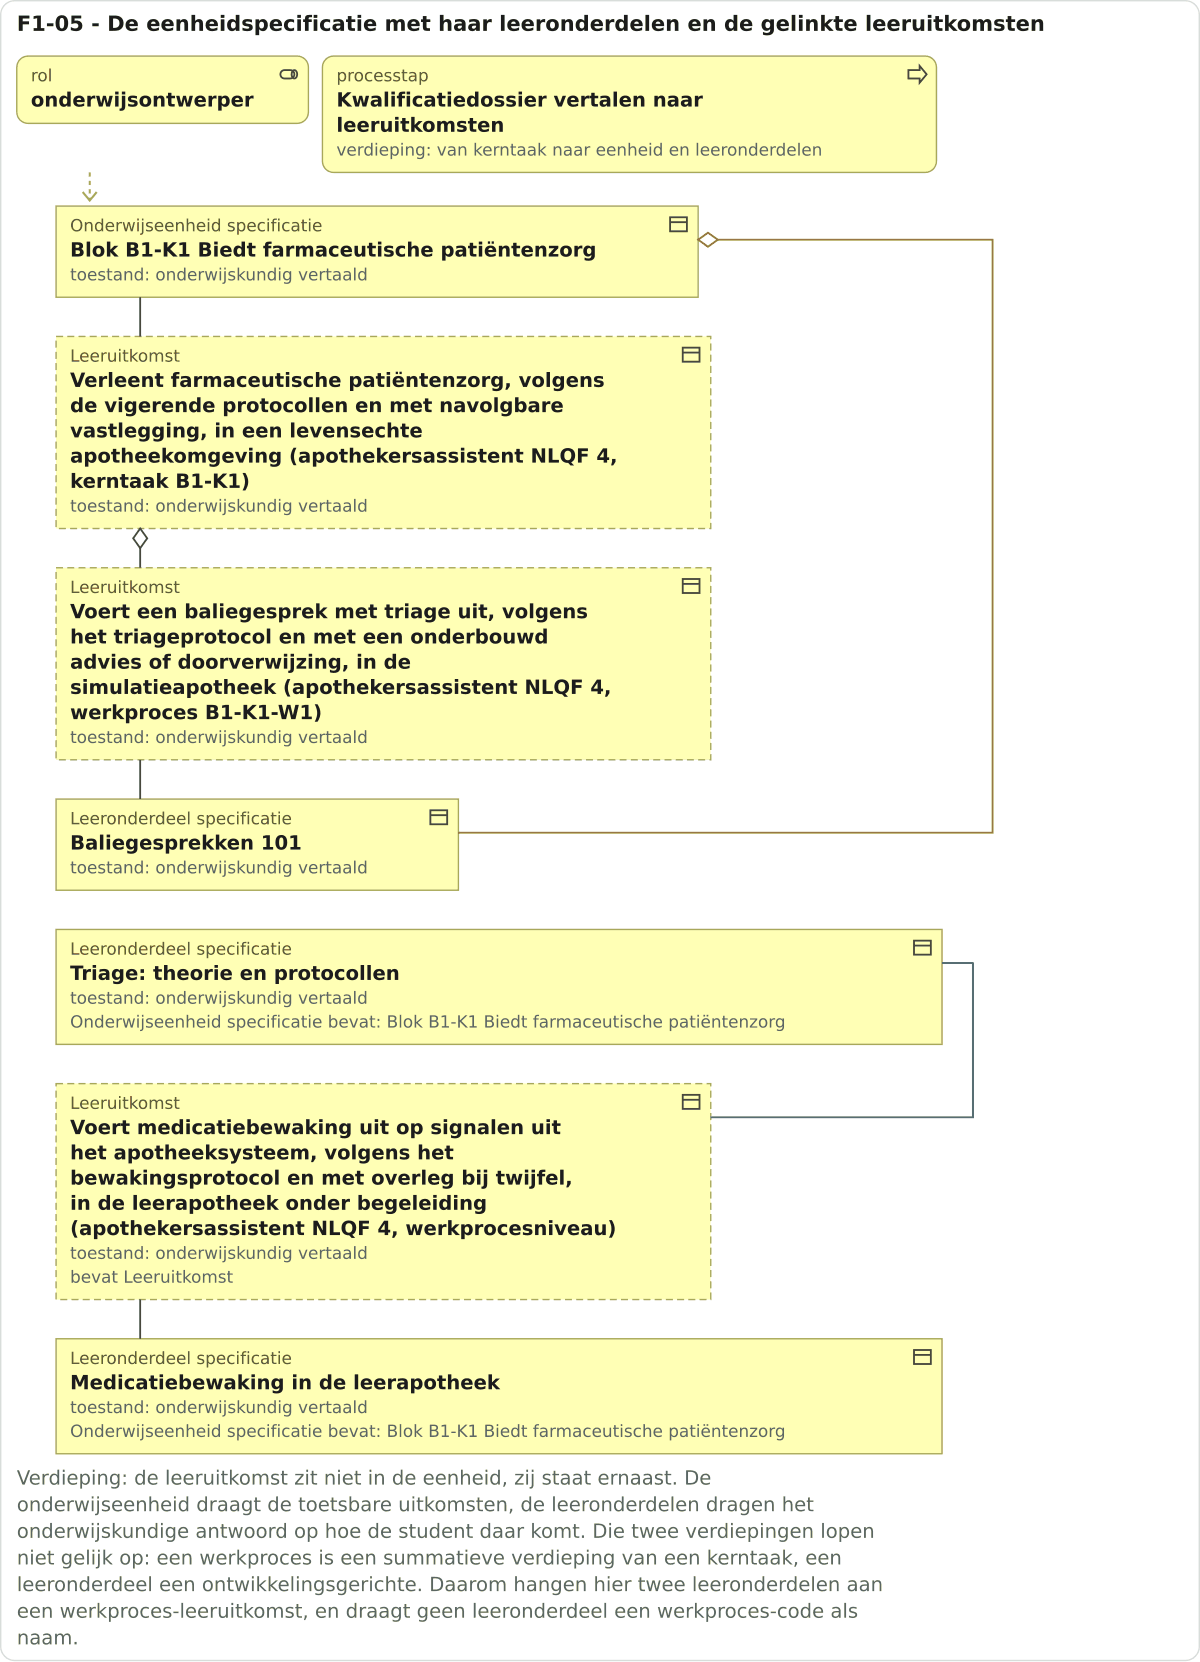 F1-05 - De eenheidspecificatie met haar leeronderdelen en de gelinkte leeruitkomsten
rol
onderwijsontwerper
processtap
Kwalificatiedossier vertalen naar
leeruitkomsten
verdieping: van kerntaak naar eenheid en leeronderdelen
Onderwijseenheid specificatie
Blok B1-K1 Biedt farmaceutische patiëntenzorg
toestand: onderwijskundig vertaald
Leeruitkomst
Verleent farmaceutische patiëntenzorg, volgens
de vigerende protocollen en met navolgbare
vastlegging, in een levensechte
apotheekomgeving (apothekersassistent NLQF 4,
kerntaak B1-K1)
toestand: onderwijskundig vertaald
Leeruitkomst
Voert een baliegesprek met triage uit, volgens
het triageprotocol en met een onderbouwd
advies of doorverwijzing, in de
simulatieapotheek (apothekersassistent NLQF 4,
werkproces B1-K1-W1)
toestand: onderwijskundig vertaald
Leeronderdeel specificatie
Baliegesprekken 101
toestand: onderwijskundig vertaald
Leeronderdeel specificatie
Triage: theorie en protocollen
toestand: onderwijskundig vertaald
Onderwijseenheid specificatie bevat: Blok B1-K1 Biedt farmaceutische patiëntenzorg
Leeruitkomst
Voert medicatiebewaking uit op signalen uit
het apotheeksysteem, volgens het
bewakingsprotocol en met overleg bij twijfel,
in de leerapotheek onder begeleiding
(apothekersassistent NLQF 4, werkprocesniveau)
toestand: onderwijskundig vertaald
bevat Leeruitkomst
Leeronderdeel specificatie
Medicatiebewaking in de leerapotheek
toestand: onderwijskundig vertaald
Onderwijseenheid specificatie bevat: Blok B1-K1 Biedt farmaceutische patiëntenzorg
Verdieping: de leeruitkomst zit niet in de eenheid, zij staat ernaast. De
onderwijseenheid draagt de toetsbare uitkomsten, de leeronderdelen dragen het
onderwijskundige antwoord op hoe de student daar komt. Die twee verdiepingen lopen
niet gelijk op: een werkproces is een summatieve verdieping van een kerntaak, een
leeronderdeel een ontwikkelingsgerichte. Daarom hangen hier twee leeronderdelen aan
een werkproces-leeruitkomst, en draagt geen leeronderdeel een werkproces-code als
naam.